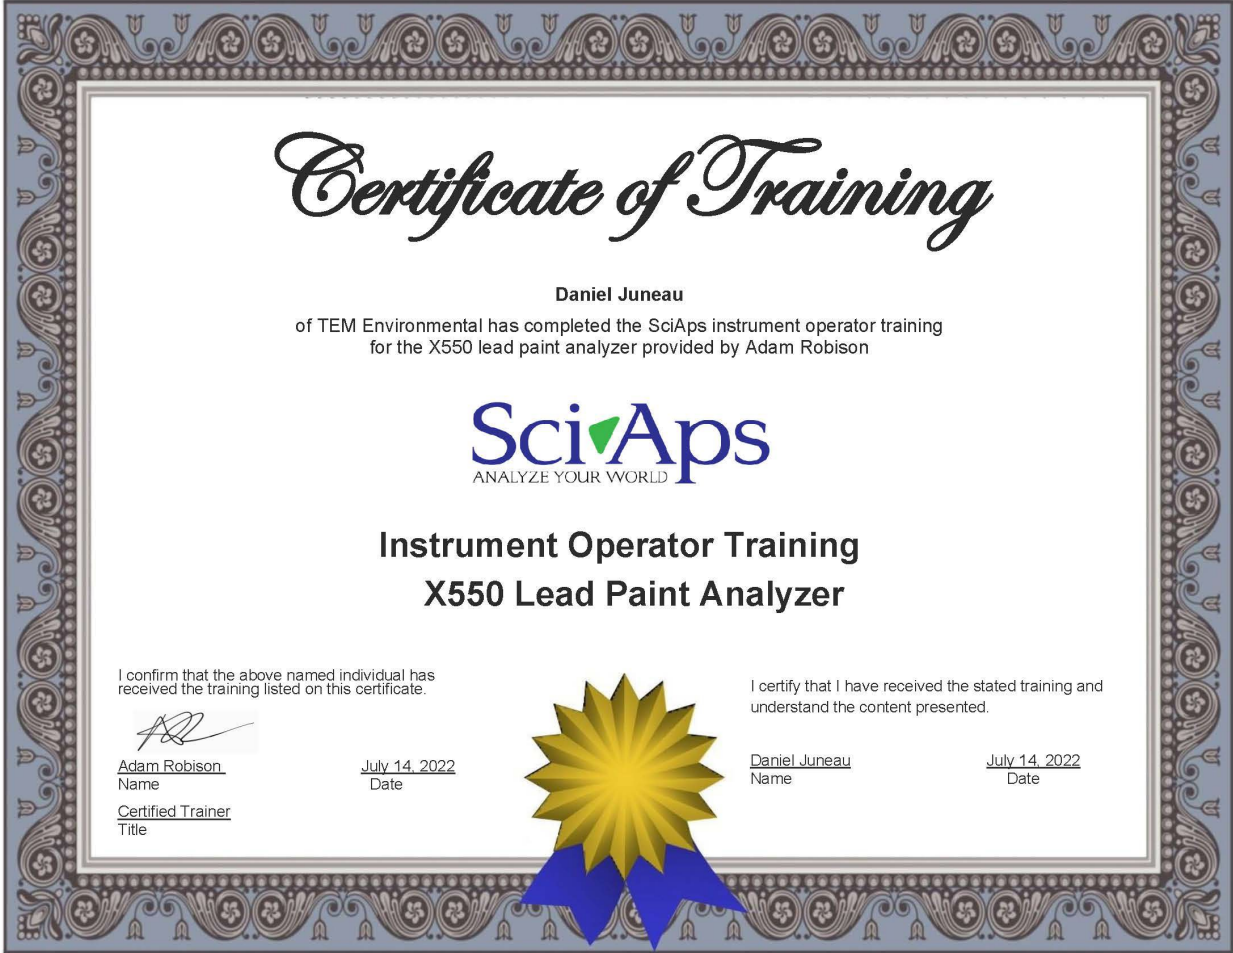 Certificate of Training
Daniel Juneau
of TEM Environmental has completed the SciAps instrument operator training
for the X550 lead paint analyzer provided by Adam Robison
SciAps
ANALYZE YOUR WORLD
Instrument Operator Training
X550 Lead Paint Analyzer
I confirm that the above named individual has
received the training listed on this certificate.
Adam Robison
Name
July 14, 2022
Date
Certified Trainer
Title
I certify that I have received the stated training and
understand the content presented.
Daniel Juneau
Name
July 14, 2022
Date